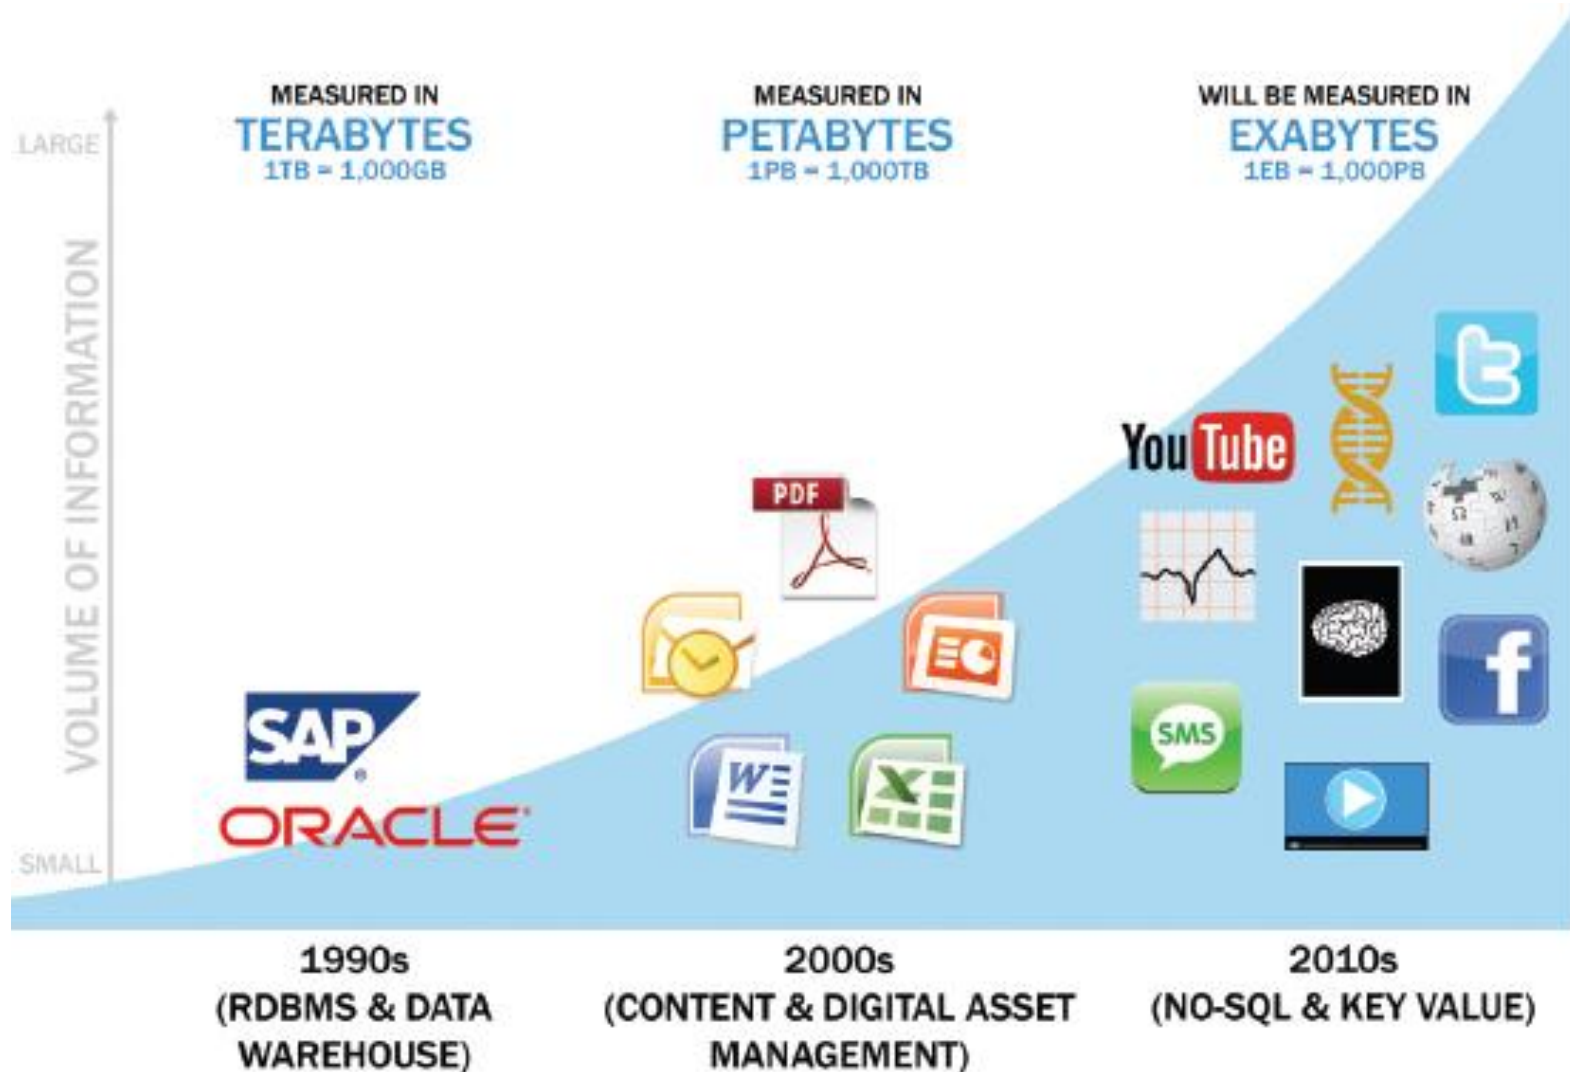 MEASURED IN
TERABYTES
1TB = 1,000GB
MEASURED IN
PETABYTES
1PB = 1,000TB
WILL BE MEASURED IN
EXABYTES
1EB = 1,000PB
LARGE
VOLUME OF INFORMATION
SMALL
SAP®
ORACLE
PDF
W
X
YouTube
t
SMS
f
1990s
(RDBMS & DATA
WAREHOUSE)
2000s
(CONTENT & DIGITAL ASSET
MANAGEMENT)
2010s
(NO-SQL & KEY VALUE)